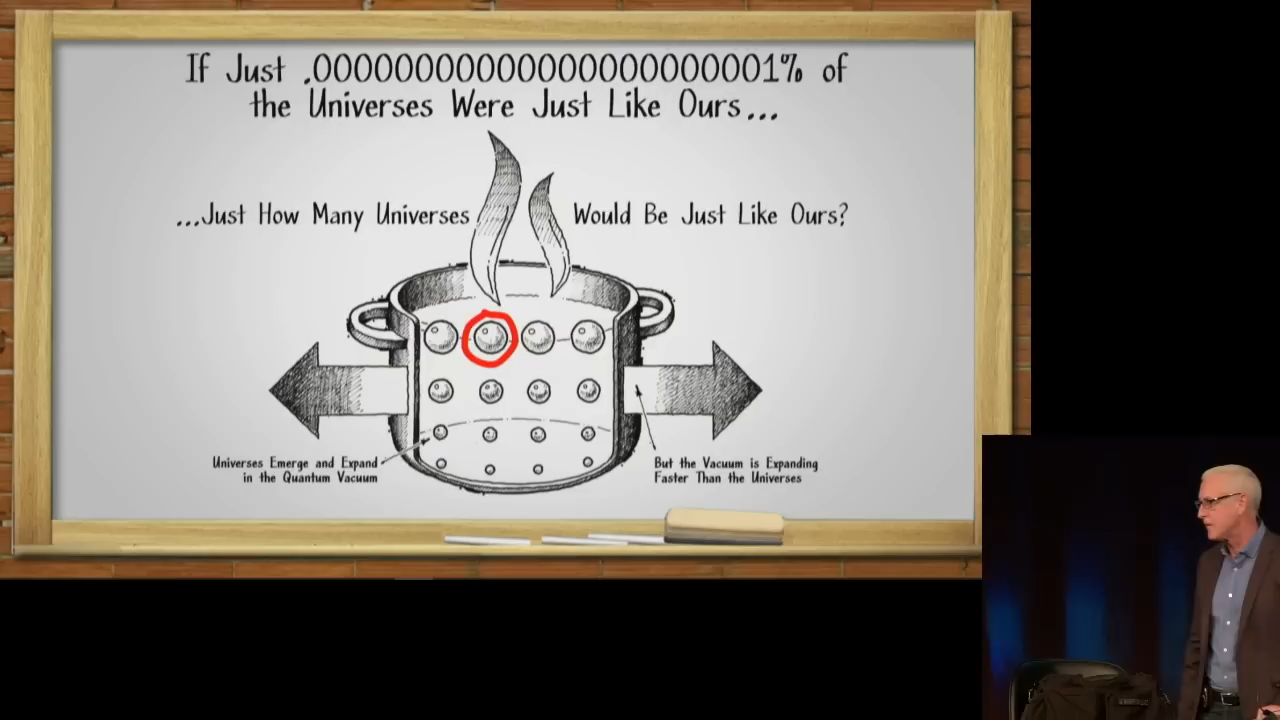 If Just .00000000000000000000000001% of
the Universes Were Just Like Ours...
...Just How Many Universes Would Be Just Like Ours?
Universes Emerge and Expand
in the Quantum Vacuum
But the Vacuum is Expanding
Faster Than the Universes